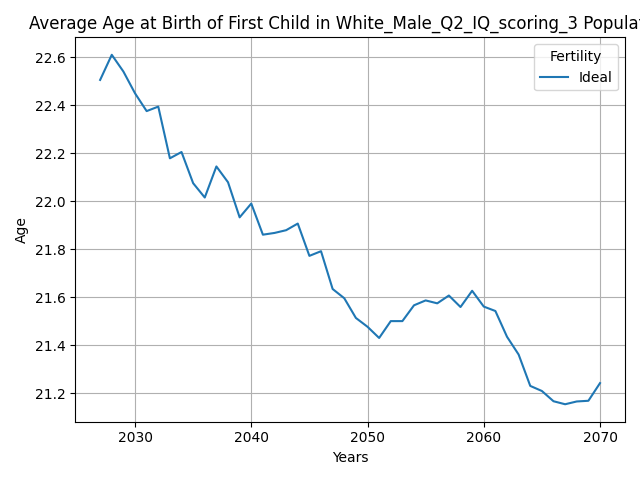 Average Age at Birth of First Child in White_Male_Q2_IQ_scoring_3 Popula
Fertility
Ideal
22.6
22.4
22.2
22.0
21.8
21.6
21.4
21.2
Age
2030 2040 2050 2060 2070
Years